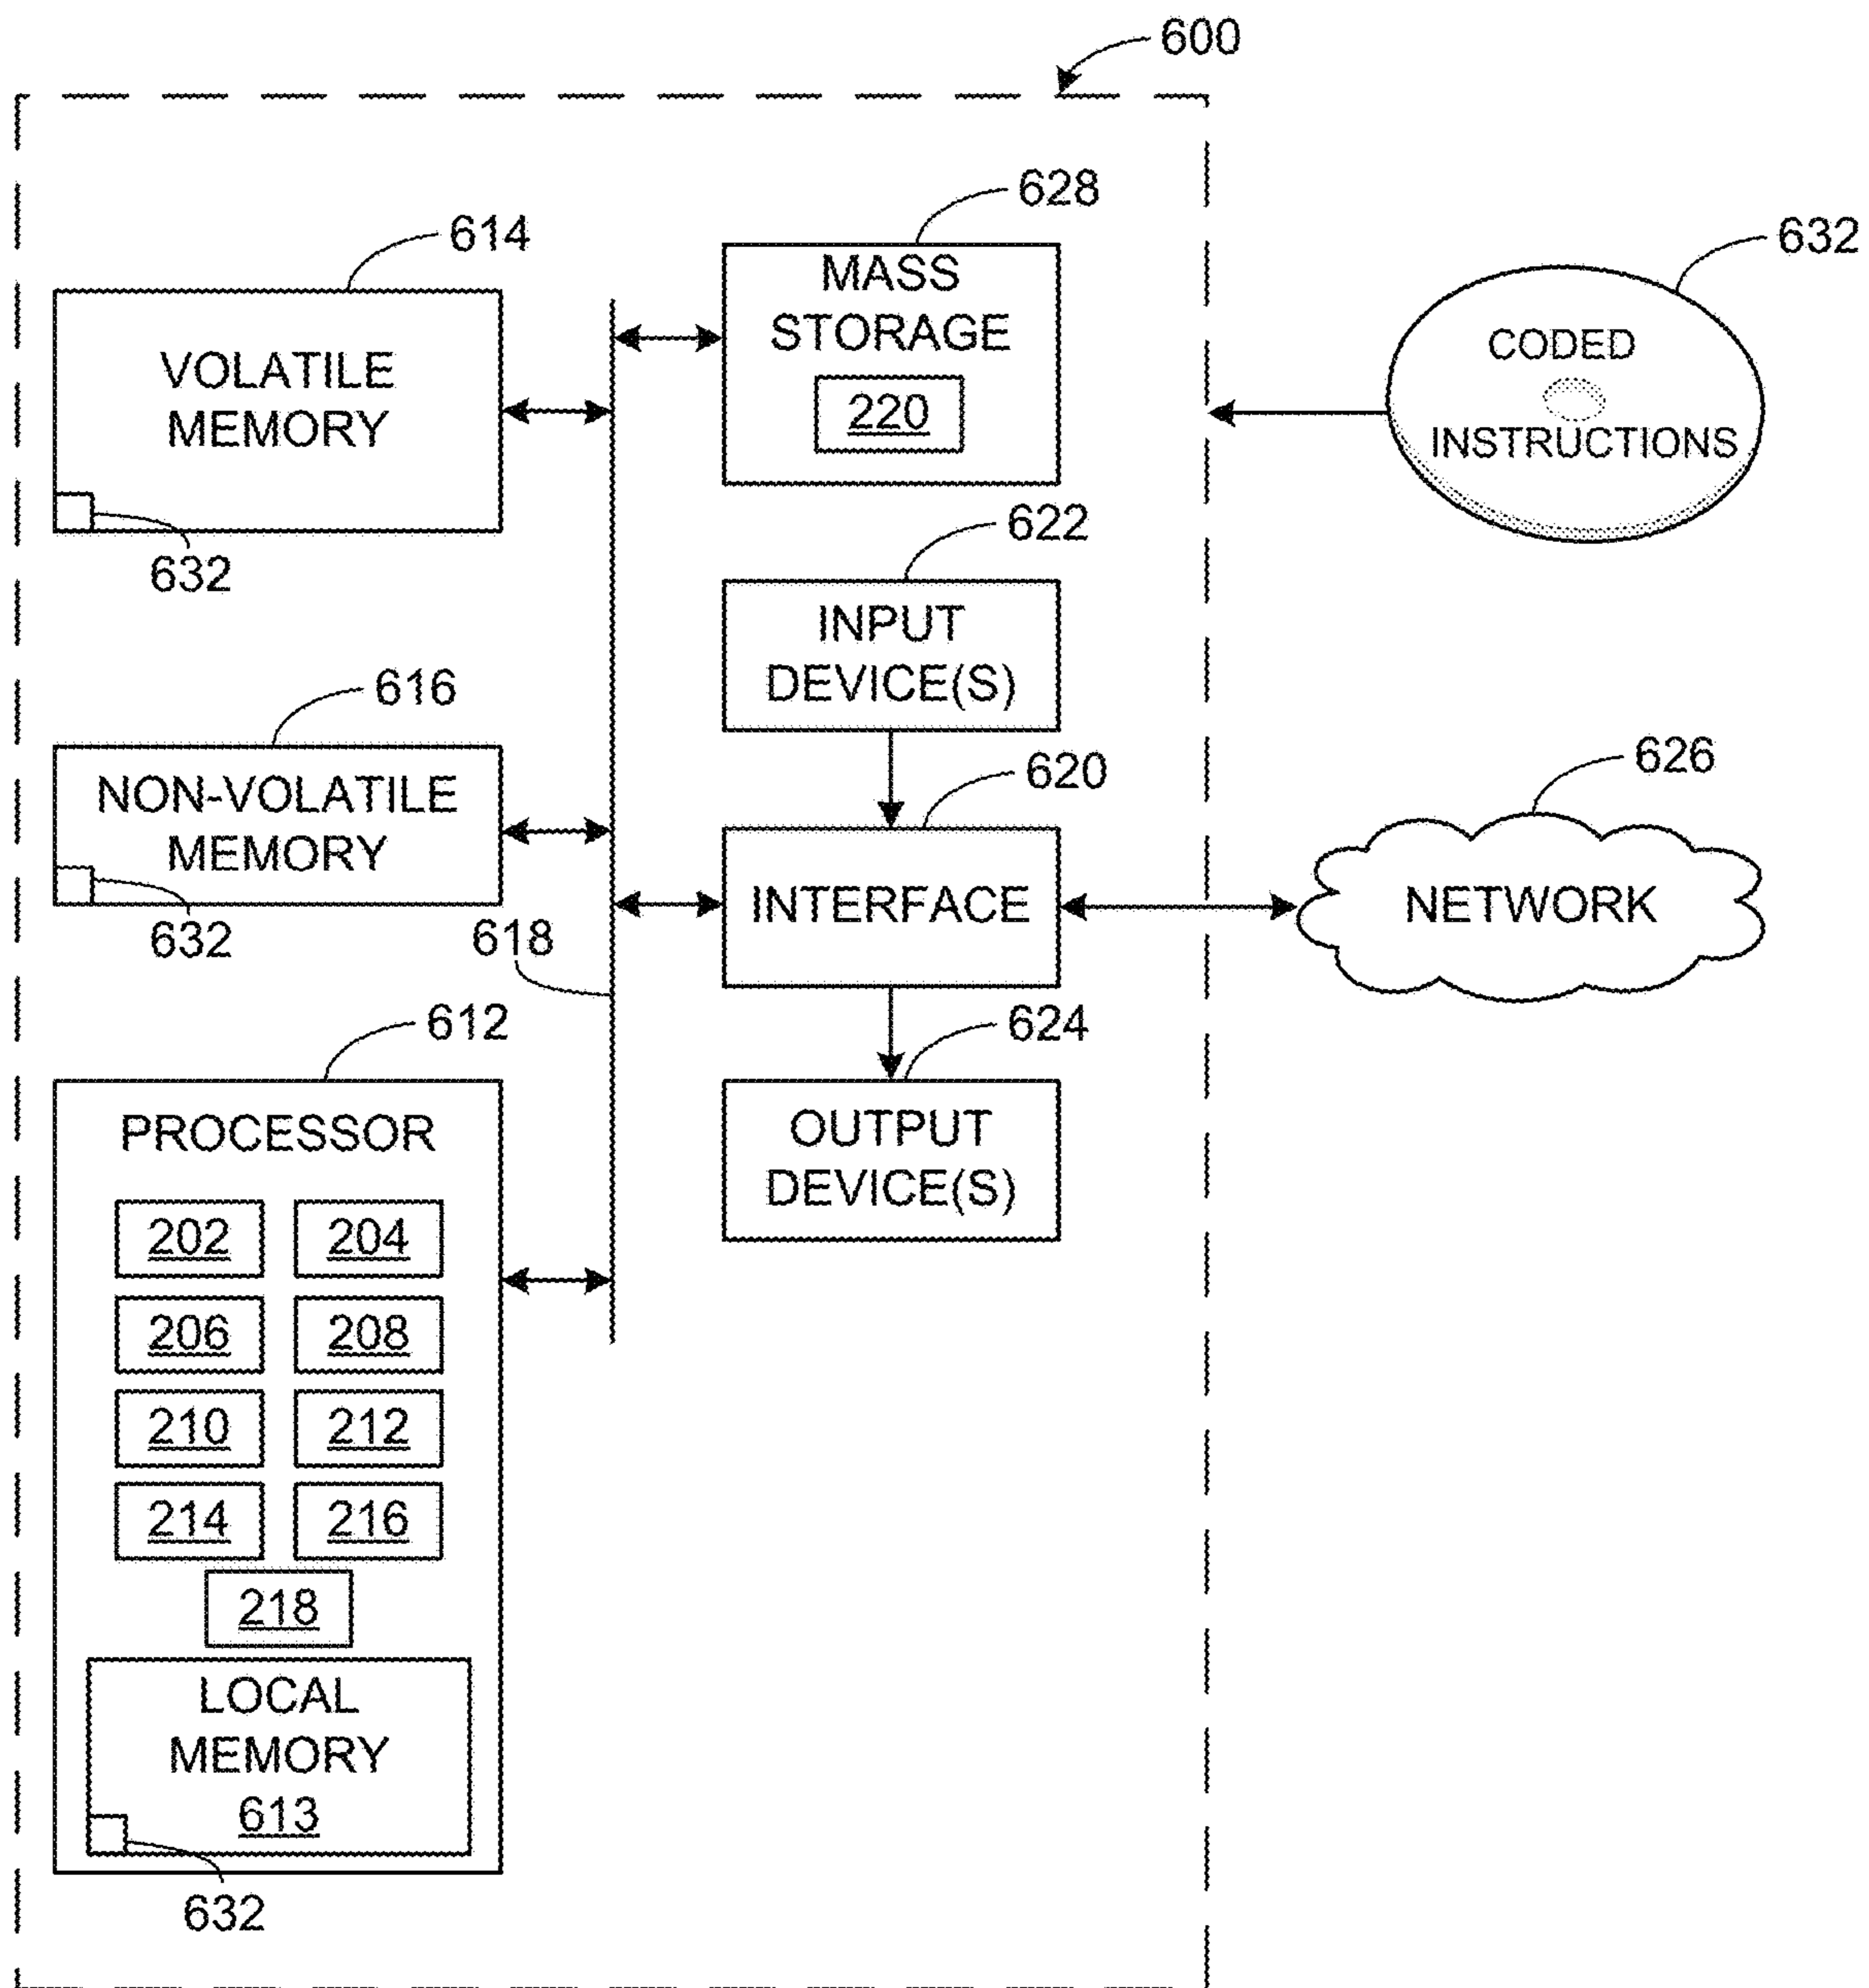 600
614
VOLATILE
MEMORY
632
628
MASS
STORAGE
220
632
CODED
INSTRUCTIONS
622
INPUT
DEVICE(S)
616
NON-VOLATILE
MEMORY
632
618
620
INTERFACE
626
NETWORK
612
PROCESSOR
202 204
206 208
210 212
214 216
218
LOCAL
MEMORY
613
632
624
OUTPUT
DEVICE(S)